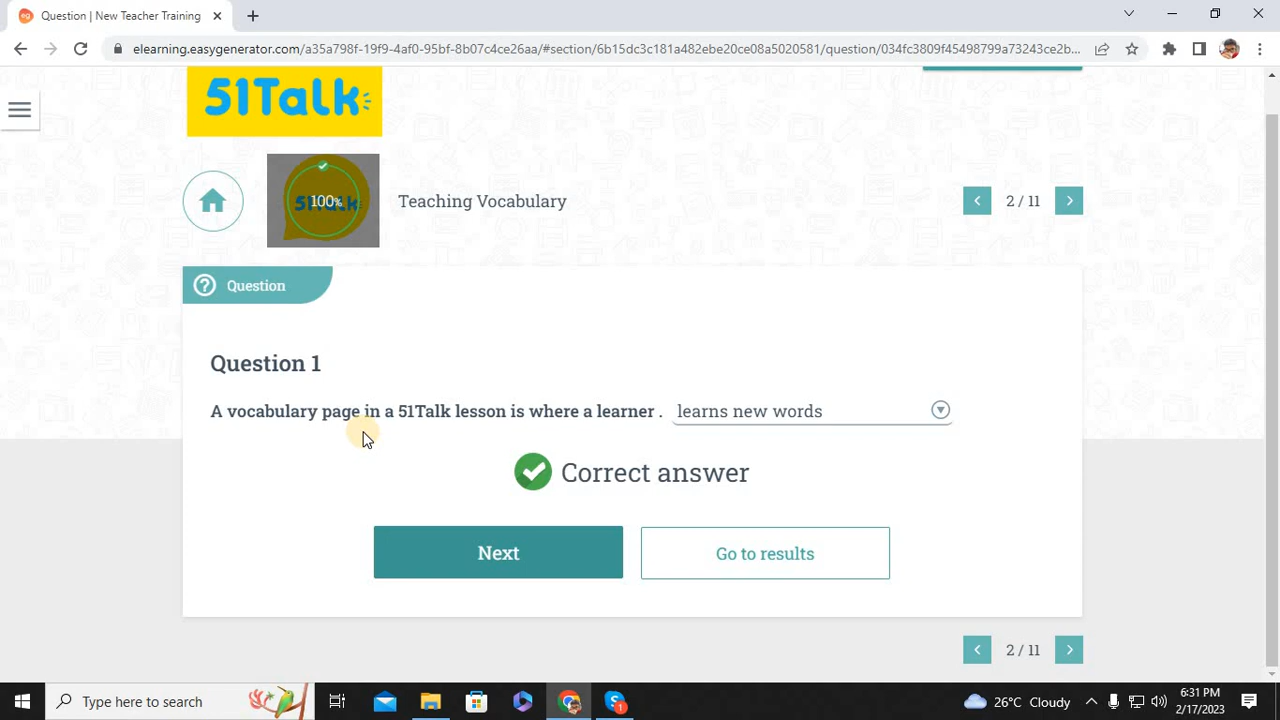 Question | New Teacher Training
elearning.easygenerator.com/a35a798f-19f9-4af0-95bf-8b07c4ce26aa/#section/6b15dc3c181a482ebe20ce08a5020581/question/034fc3809f45498799a73243ce2b...
51Talk
100%
Teaching Vocabulary
2 / 11
Question
Question 1
A vocabulary page in a 51Talk lesson is where a learner . learns new words
Correct answer
Next
Go to results
2 / 11
Type here to search
1
26°C Cloudy
6:31 PM
2/17/2023